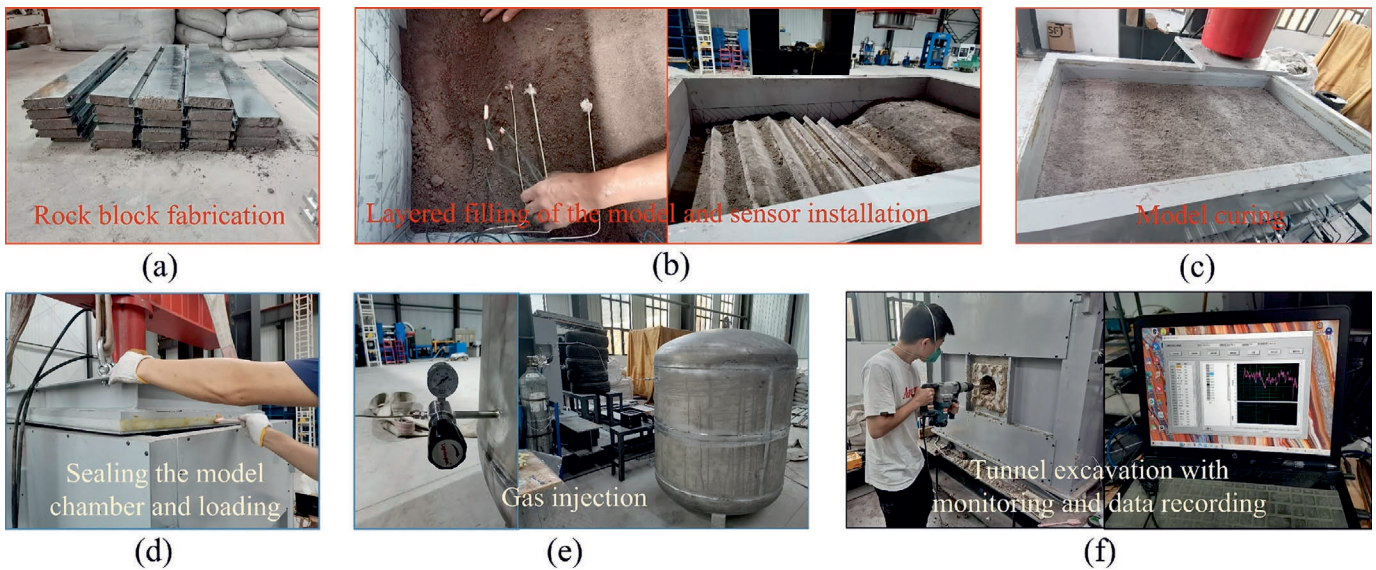 Rock block fabrication
(a)
Layered filling of the model and sensor installation
(b)
Model curing
(c)
Sealing the model
chamber and loading
(d)
Gas injection
(e)
Tunnel excavation with
monitoring and data recording
(f)